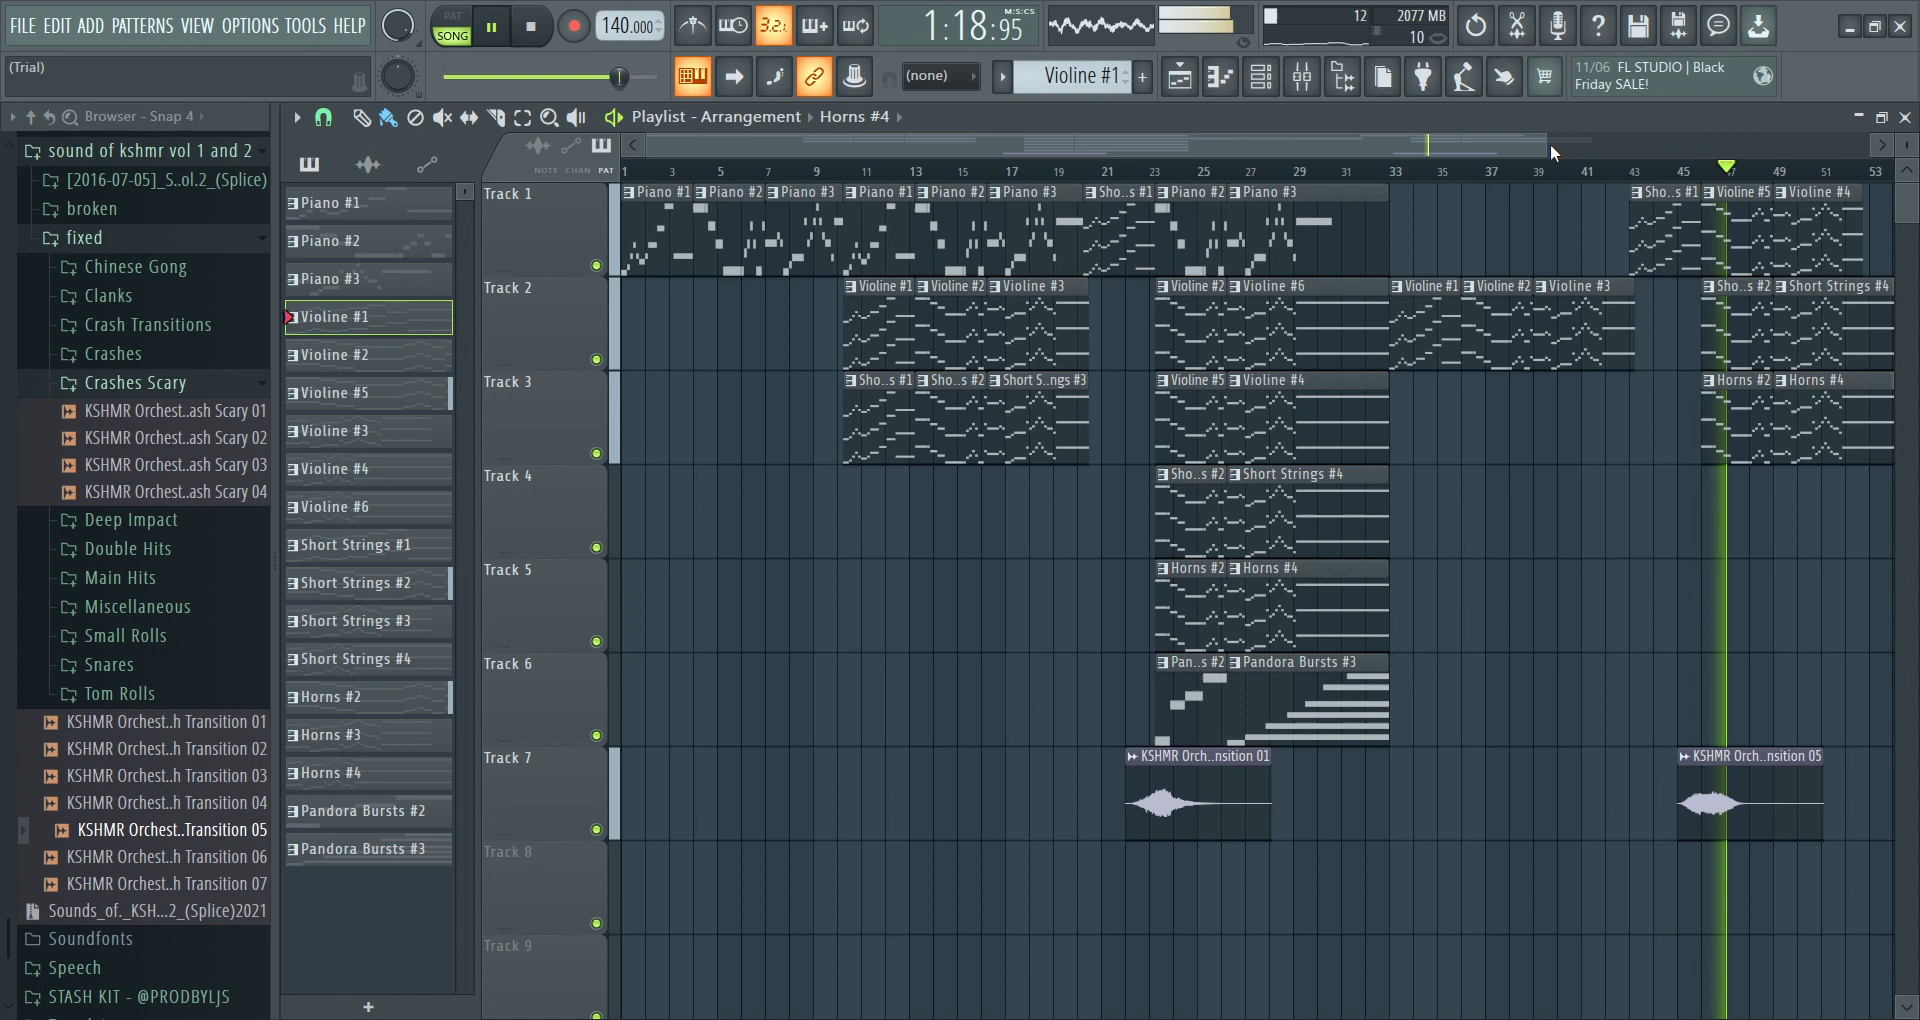 FILE EDIT ADD PATTERNS VIEW OPTIONS TOOLS HELP
PAT
SONG
140.000
3.2.
1:18:95
M:S:CS
12
2077 MB
10
(Trial)
(none)
Violine #1
11/06 FL STUDIO | Black
Friday SALE!
Browser - Snap 4
Playlist - Arrangement
Horns #4
NOTE CHAN PAT
sound of kshmr vol 1 and 2
[2016-07-05]_S..ol.2_(Splice)
broken
fixed
Chinese Gong
Clanks
Crash Transitions
Crashes
Crashes Scary
KSHMR Orchest..ash Scary 01
KSHMR Orchest..ash Scary 02
KSHMR Orchest..ash Scary 03
KSHMR Orchest..ash Scary 04
Deep Impact
Double Hits
Main Hits
Miscellaneous
Small Rolls
Snares
Tom Rolls
KSHMR Orchest..h Transition 01
KSHMR Orchest..h Transition 02
KSHMR Orchest..h Transition 03
KSHMR Orchest..h Transition 04
KSHMR Orchest..Transition 05
KSHMR Orchest..h Transition 06
KSHMR Orchest..h Transition 07
Sounds_of._KSH...2_(Splice)2021
Soundfonts
Speech
STASH KIT - @PRODBYLJS
Piano #1
Piano #2
Piano #3
Violine #1
Violine #2
Violine #5
Violine #3
Violine #4
Violine #6
Short Strings #1
Short Strings #2
Short Strings #3
Short Strings #4
Horns #2
Horns #3
Horns #4
Pandora Bursts #2
Pandora Bursts #3
+
1 3 5 7 9 11 13 15 17 19 21 23 25 27 29 31 33 35 37 39 41 43 45 47 49 51 53
Track 1
Piano #1 Piano #2 Piano #3 Piano #1 Piano #2 Piano #3 Sho..s #1 Piano #2 Piano #3 Sho..s #1 Violine #5 Violine #4
Track 2
Violine #1 Violine #2 Violine #3 Violine #2 Violine #6 Violine #1 Violine #2 Violine #3 Sho..s #2 Short Strings #4
Track 3
Sho..s #1 Sho..s #2 Short S..ngs #3 Violine #5 Violine #4 Horns #2 Horns #4
Track 4
Sho..s #2 Short Strings #4
Track 5
Horns #2 Horns #4
Track 6
Pan..s #2 Pandora Bursts #3
Track 7
KSHMR Orch..nsition 01 KSHMR Orch..nsition 05
Track 8
Track 9